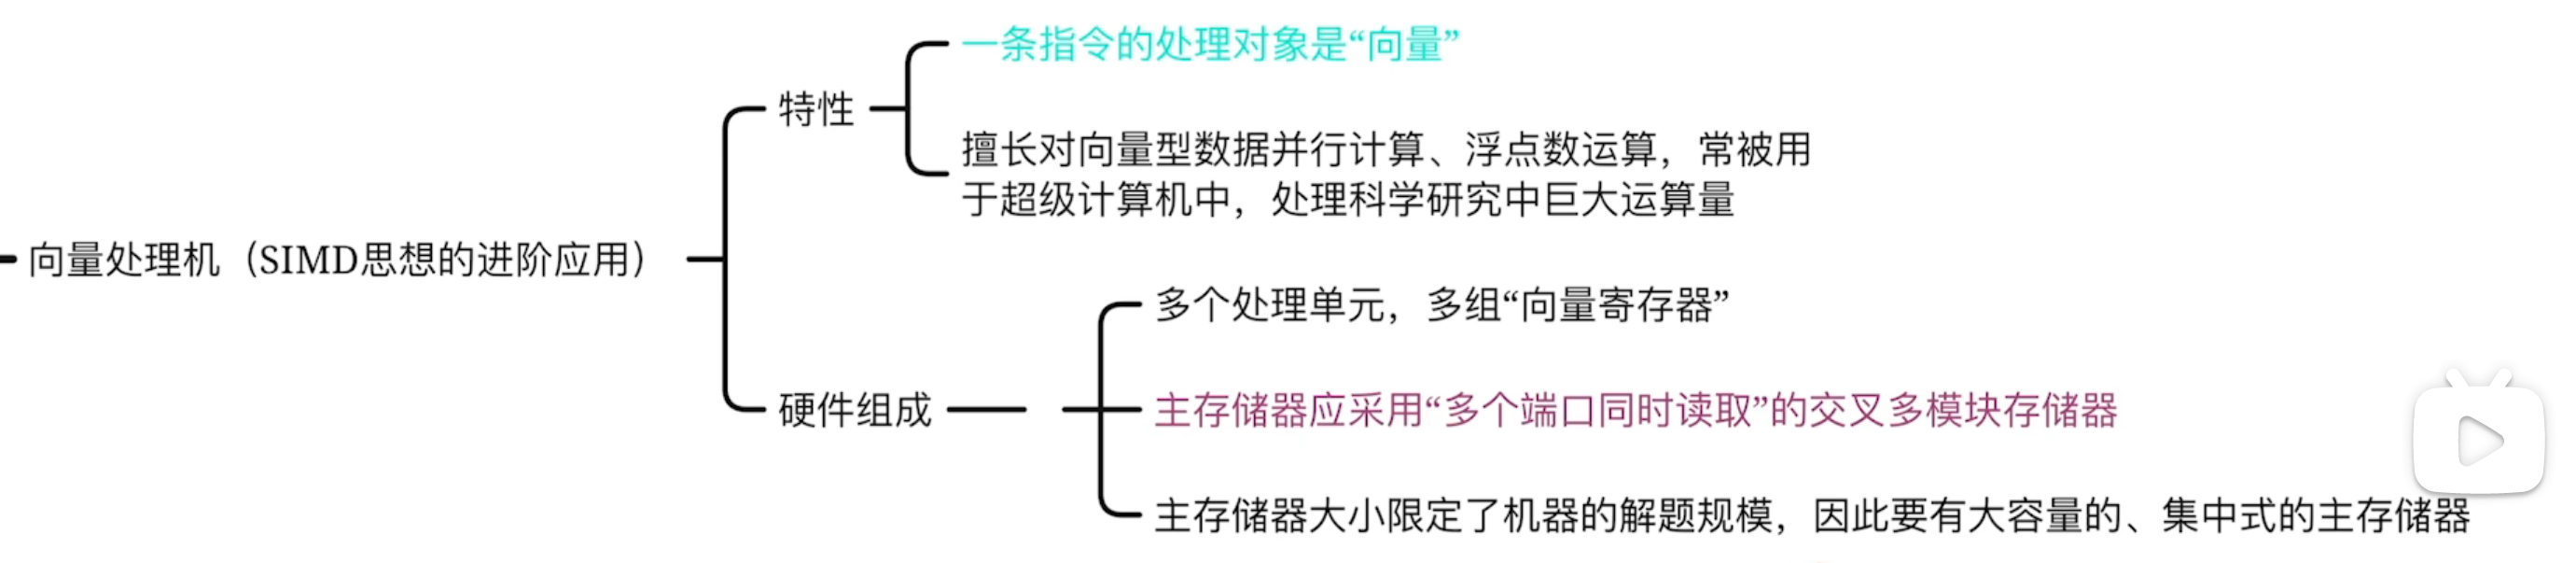 一条指令的处理对象是“向量”
特性
擅长对向量型数据并行计算、浮点数运算，常被用
于超级计算机中，处理科学研究中巨大运算量
向量处理机（SIMD思想的进阶应用）
多个处理单元，多组“向量寄存器”
硬件组成
主存储器应采用“多个端口同时读取”的交叉多模块存储器
主存储器大小限定了机器的解题规模，因此要有大容量的、集中式的主存储器